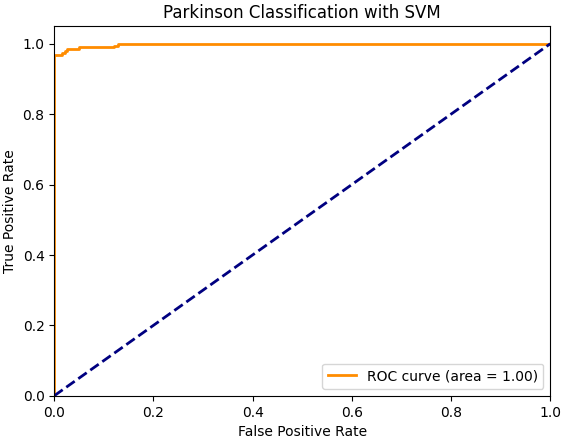 Parkinson Classification with SVM
True Positive Rate
1.0
0.8
0.6
0.4
0.2
0.0
ROC curve (area = 1.00)
0.0 0.2 0.4 0.6 0.8 1.0
False Positive Rate